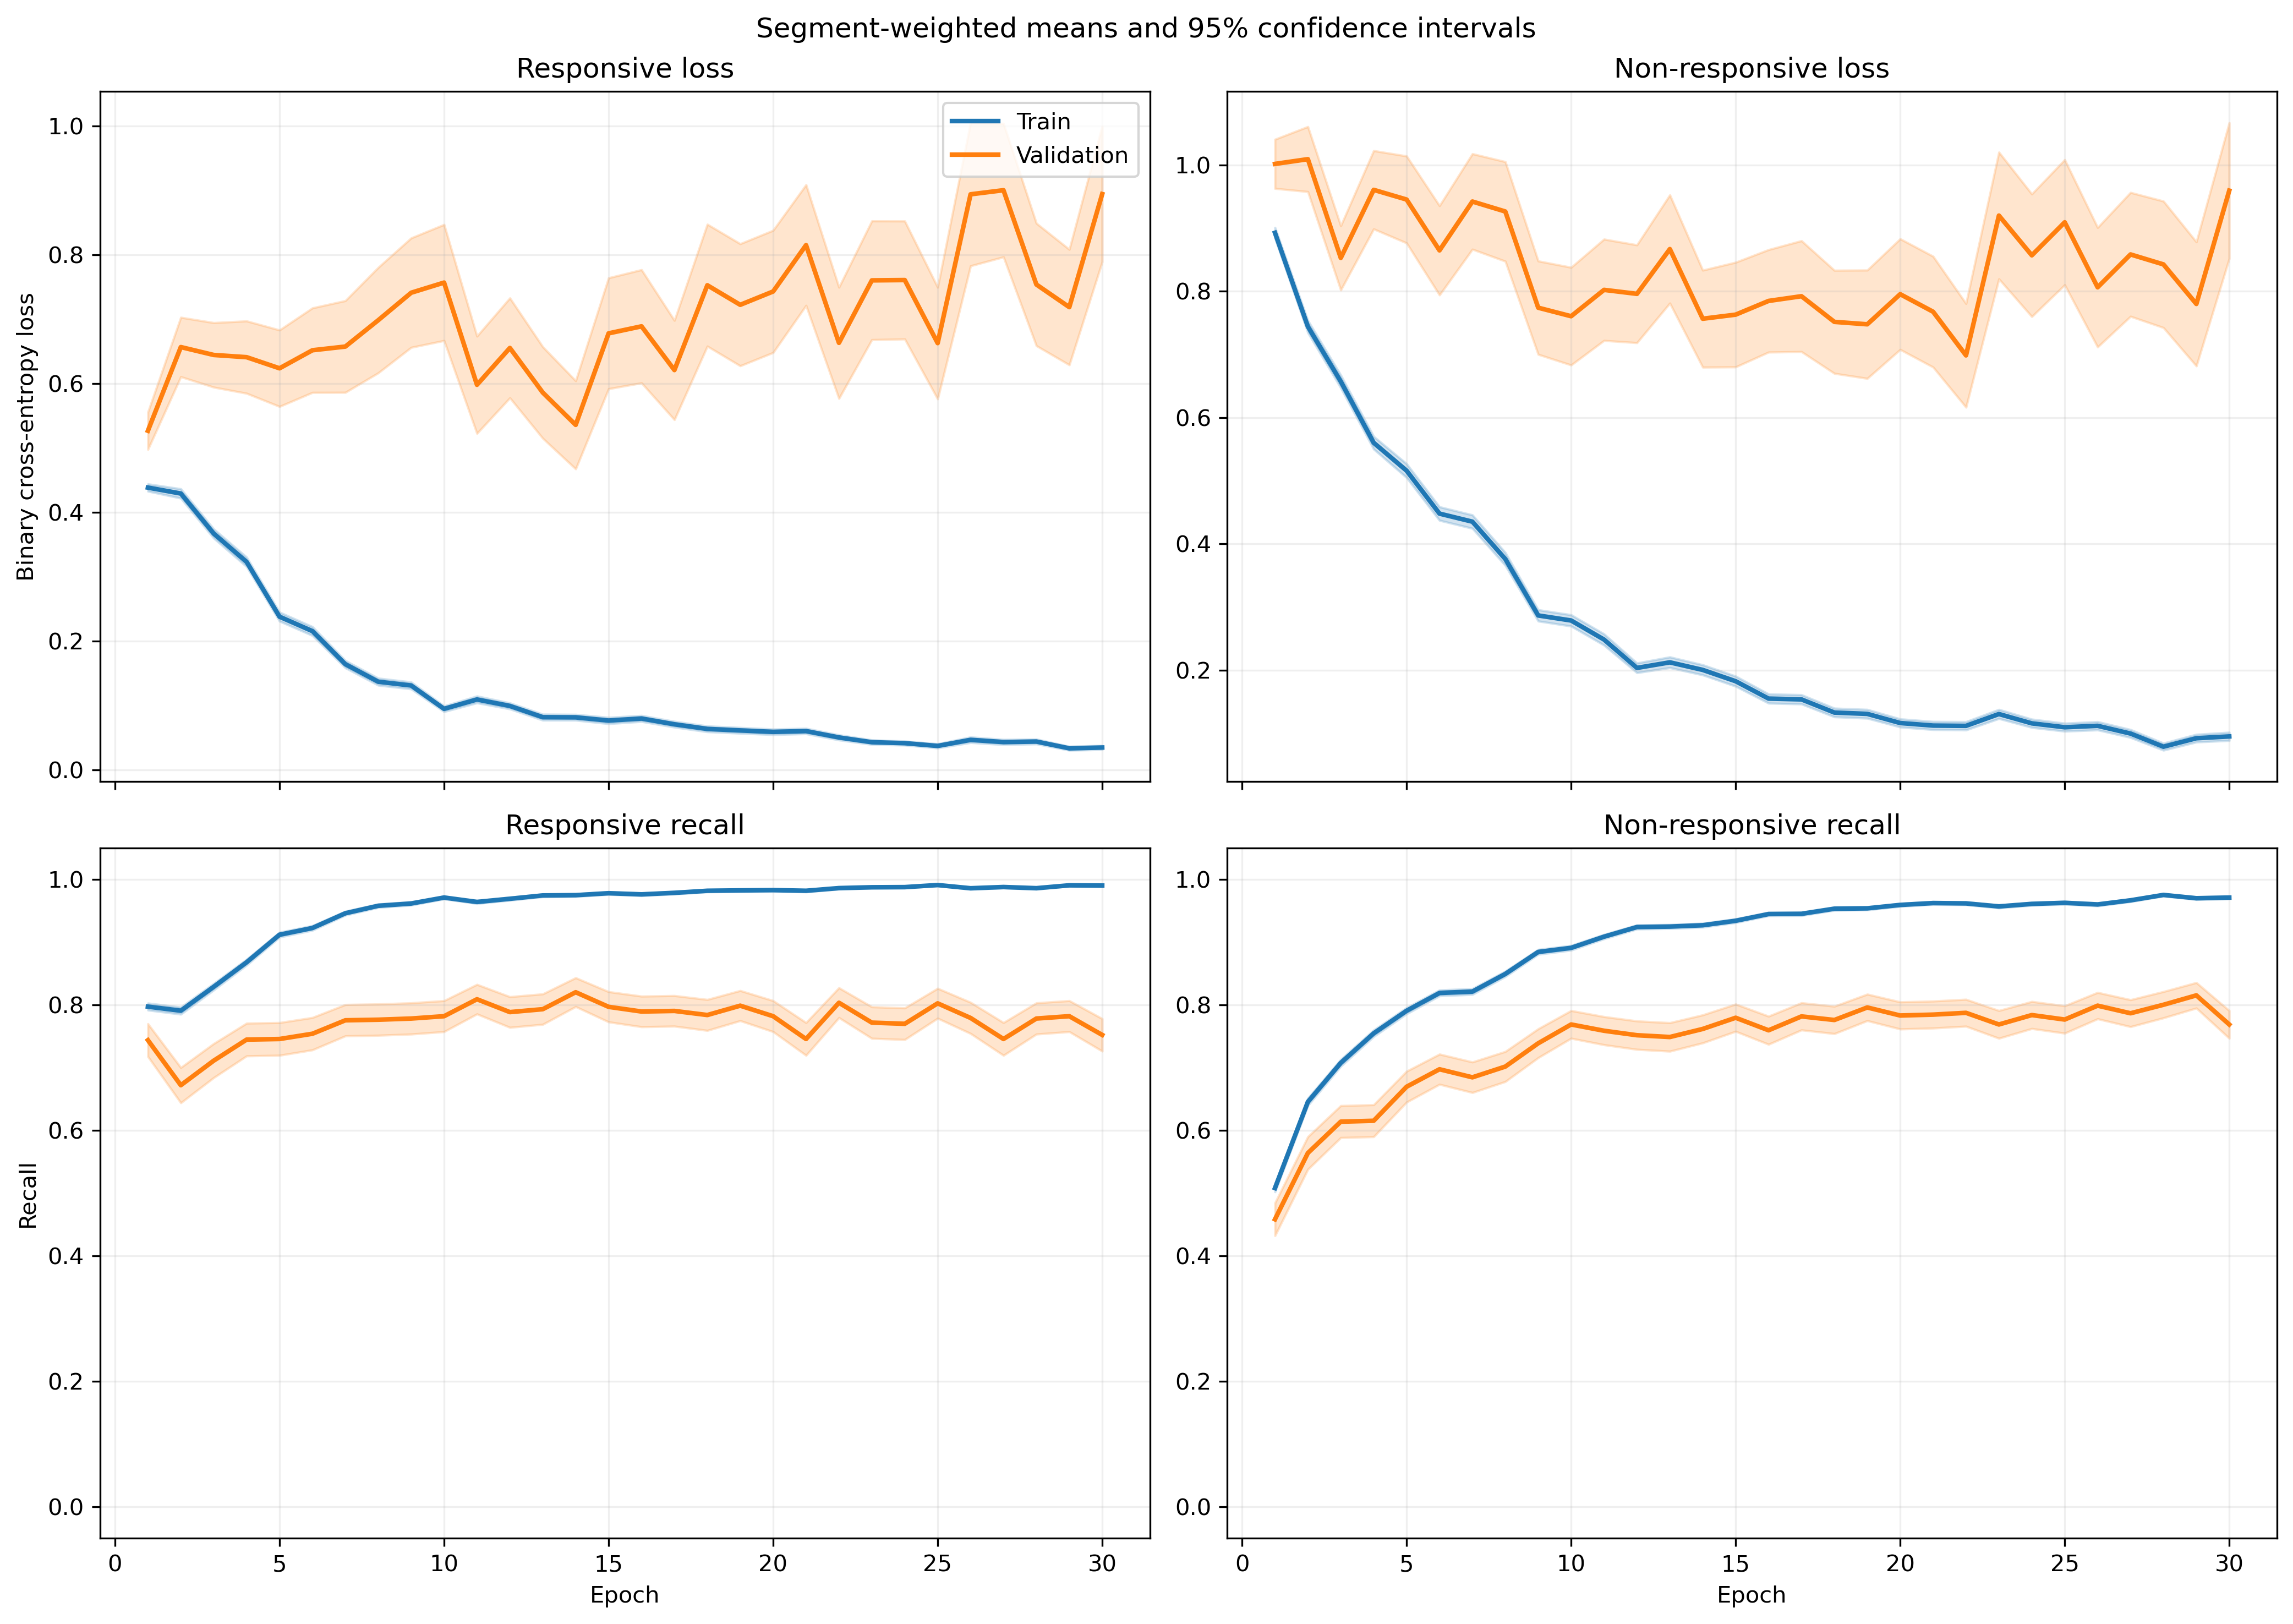 Segment-weighted means and 95% confidence intervals
Responsive loss
Non-responsive loss
Binary cross-entropy loss
1.0
0.8
0.6
0.4
0.2
0.0
Train
Validation
1.0
0.8
0.6
0.4
0.2
Responsive recall
Non-responsive recall
Recall
1.0
0.8
0.6
0.4
0.2
0.0
0 5 10 15 20 25 30
Epoch
1.0
0.8
0.6
0.4
0.2
0.0
0 5 10 15 20 25 30
Epoch